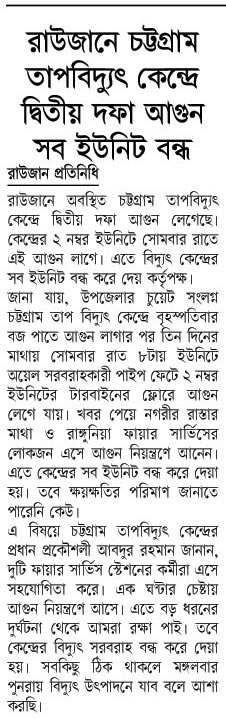 রাউজানে চট্টগ্রাম
তাপবিদ্যুৎ কেন্দ্রে
দ্বিতীয় দফা আগুন
সব ইউনিট বন্ধ
রাউজান প্রতিনিধি
রাউজানে অবস্থিত চট্টগ্রাম তাপবিদ্যুৎ
কেন্দ্রে দ্বিতীয় দফা আগুন লেগেছে।
কেন্দ্রের ২ নম্বর ইউনিটে সোমবার রাতে
এই আগুন লাগে। এতে বিদ্যুৎ কেন্দ্রের
সব ইউনিট বন্ধ করে দেয় কর্তৃপক্ষ।
জানা যায়, উপজেলার চুয়েট সংলগ্ন
চট্টগ্রাম তাপ বিদ্যুৎ কেন্দ্রে বৃহস্পতিবার
বজ পাতে আগুন লাগার পর তিন দিনের
মাথায় সোমবার রাত ৮টায় ইউনিটে
অয়েল সরবরাহকারী পাইপ ফেটে ২ নম্বর
ইউনিটের টারবাইনের ফ্লোরে আগুন
লেগে যায়। খবর পেয়ে নগরীর রাস্তার
মাথা ও রাঙ্গুনিয়া ফায়ার সার্ভিসের
লোকজন এসে আগুন নিয়ন্ত্রণে আনেন।
এতে কেন্দ্রের সব ইউনিট বন্ধ করে দেয়া
হয়। তবে ক্ষয়ক্ষতির পরিমাণ জানাতে
পারেনি কেউ।
এ বিষয়ে চট্টগ্রাম তাপবিদ্যুৎ কেন্দ্রের
প্রধান প্রকৌশলী আবদুর রহমান জানান,
দুটি ফায়ার সার্ভিস স্টেশনের কর্মীরা এসে
সহযোগিতা করে। এক ঘন্টার চেষ্টায়
আগুন নিয়ন্ত্রণে আসে। এতে বড় ধরনের
দুর্ঘটনা থেকে আমরা রক্ষা পাই। তবে
কেন্দ্রের বিদ্যুৎ সরবরাহ বন্ধ করে দেয়া
হয়। সবকিছু ঠিক থাকলে মঙ্গলবার
পুনরায় বিদ্যুৎ উৎপাদনে যাব বলে আশা
করছি।